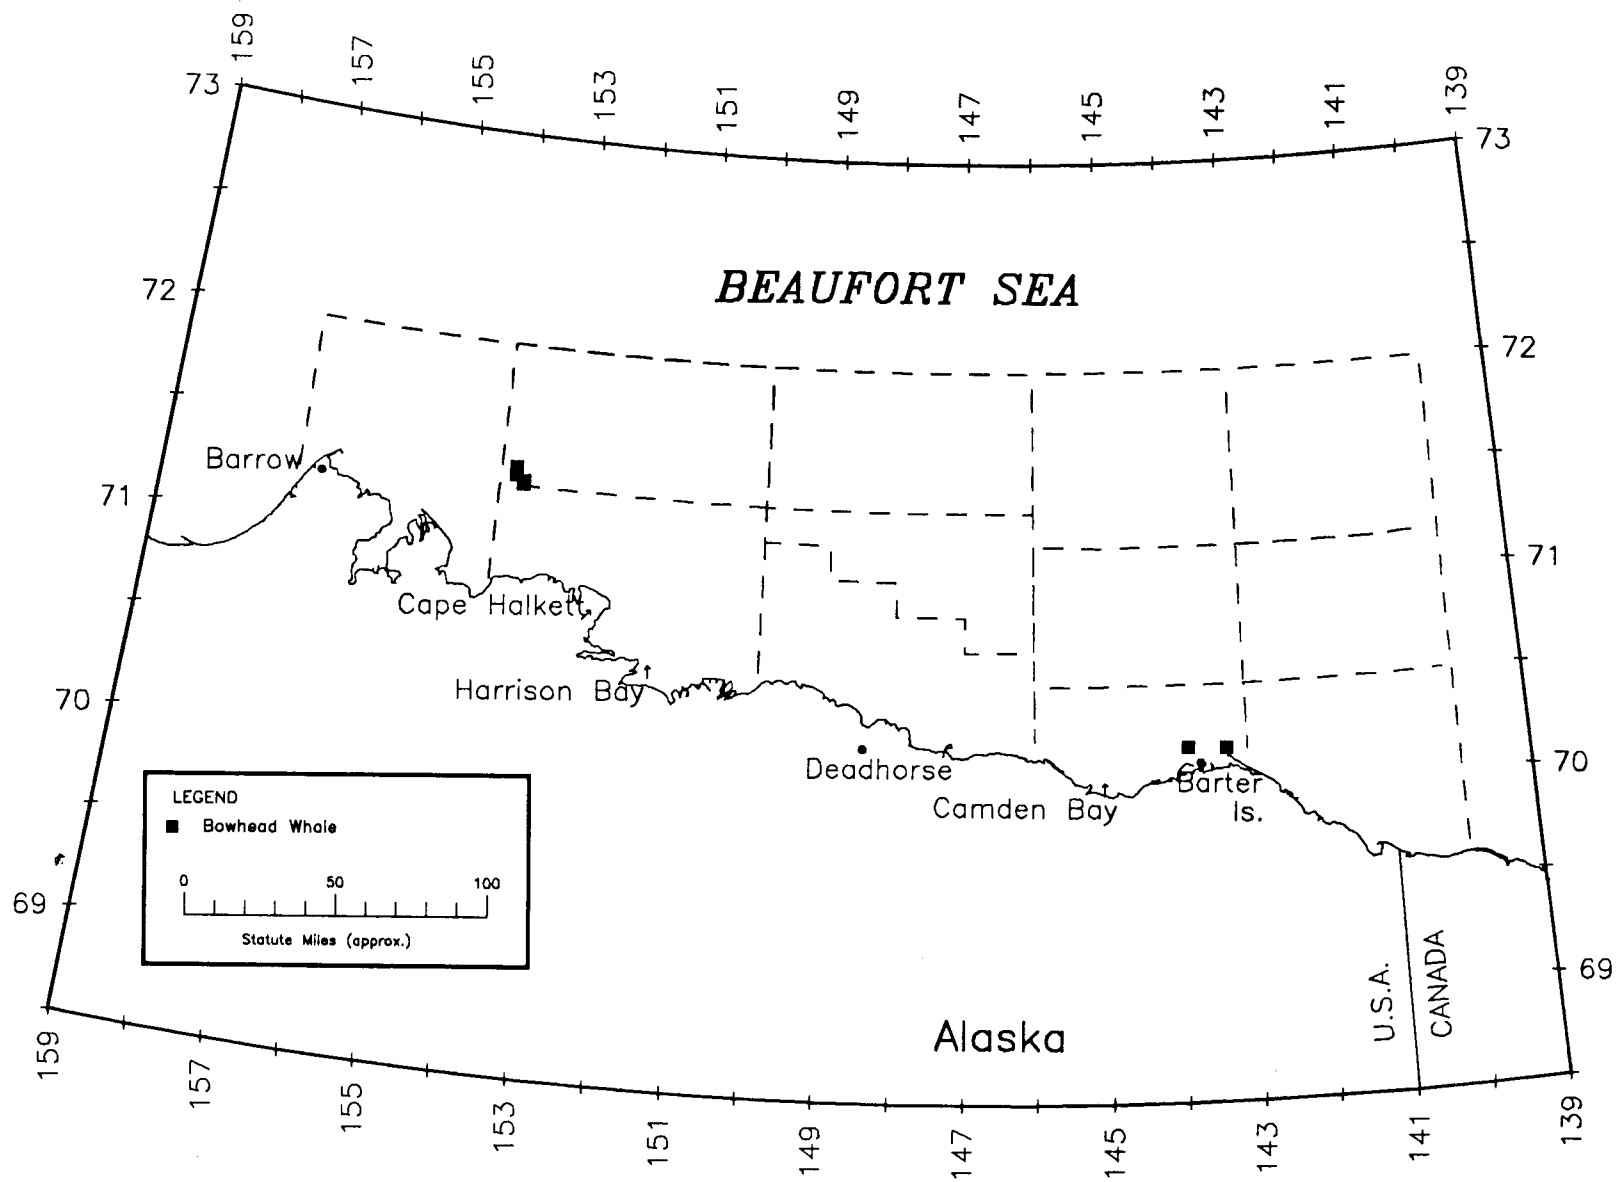 159
157
155
153
151
149
147
145
143
141
139
73
73
BEAUFORT SEA
72
72
Barrow
71
71
Cape Halkett
70
Harrison Bay
70
Deadhorse
Camden Bay
Barter
Is.
LEGEND
Bowhead Whale
0 50 100
Statute Miles (approx.)
69
69
U.S.A.
CANADA
Alaska
159
157
155
153
151
149
147
145
143
141
139